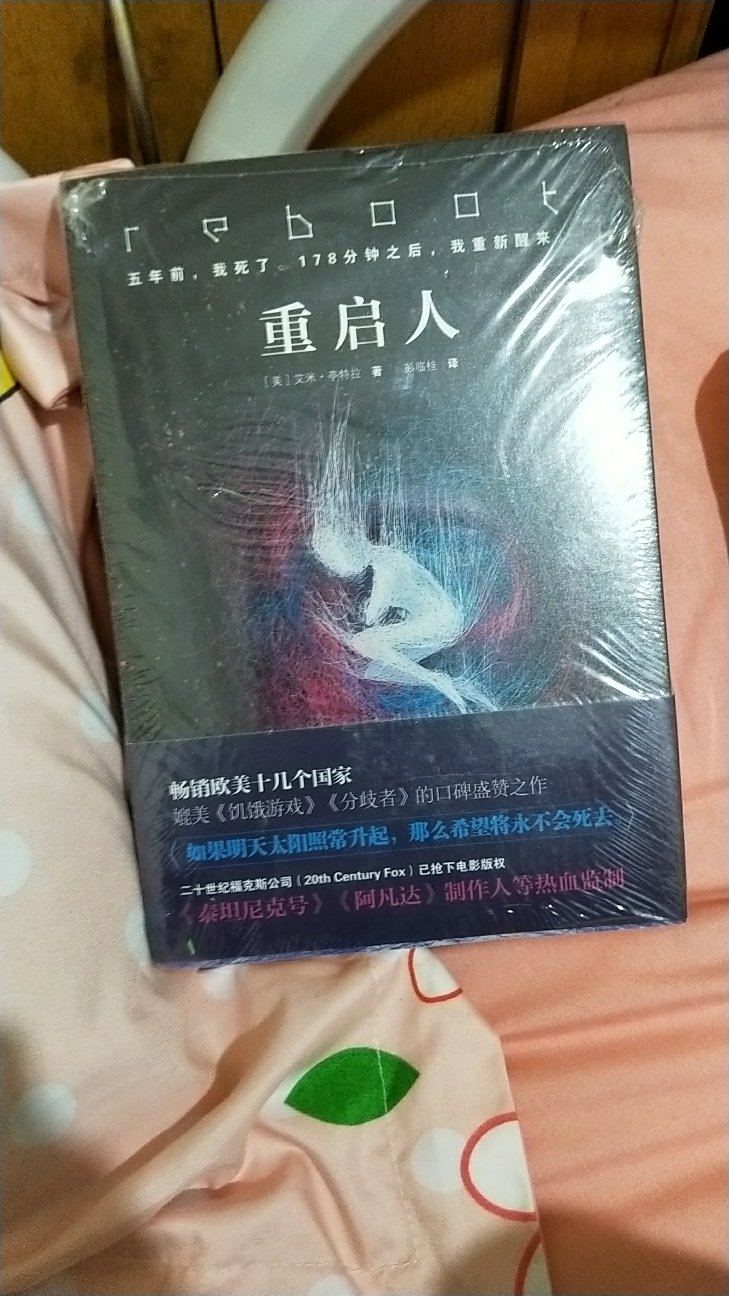 reboot
五年前，我死了。178分钟之后，我重新醒来
重启人
［美］艾米·亭特拉 著 彭临桂 译
畅销欧美十几个国家
媲美《饥饿游戏》《分歧者》的口碑盛赞之作
《如果明天太阳照常升起，那么希望将永不会死去。》
二十世纪福克斯公司（20th Century Fox）已抢下电影版权
《泰坦尼克号》《阿凡达》制作人等热血监制